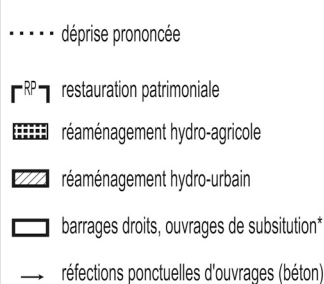 déprise prononcée
RP restauration patrimoniale
réaménagement hydro-agricole
réaménagement hydro-urbain
barrages droits, ouvrages de subsitution*
réfections ponctuelles d'ouvrages (béton)